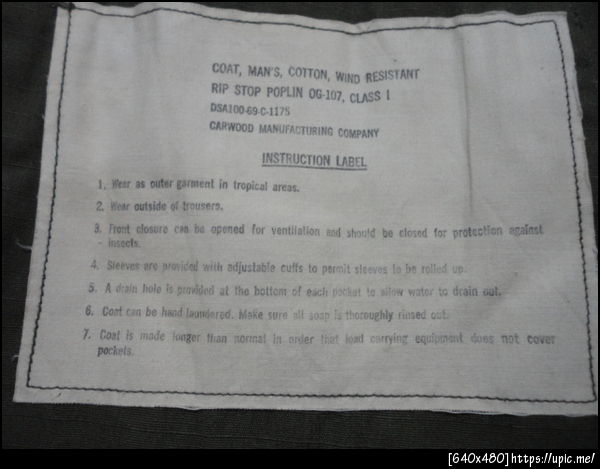 COAT, MAN'S, COTTON, WIND RESISTANT
RIP STOP POPLIN OG-107, CLASS 1
DSA100-69-C-1175
CARWOOD MANUFACTURING COMPANY
INSTRUCTION LABEL
1. Wear as outer garment in tropical areas.
2. Wear outside of trousers.
3. Front closure can be opened for ventilation and should be closed for protection against
insects.
4. Sleeves are provided with adjustable cuffs to permit sleeves to be rolled up.
5. A drain hole is provided at the bottom of each pocket to allow water to drain out.
6. Coat can be hand laundered. Make sure all soap is thoroughly rinsed out.
7. Coat is made longer than normal in order that load carrying equipment does not cover
pockets.
[640x480]https://upic.me/